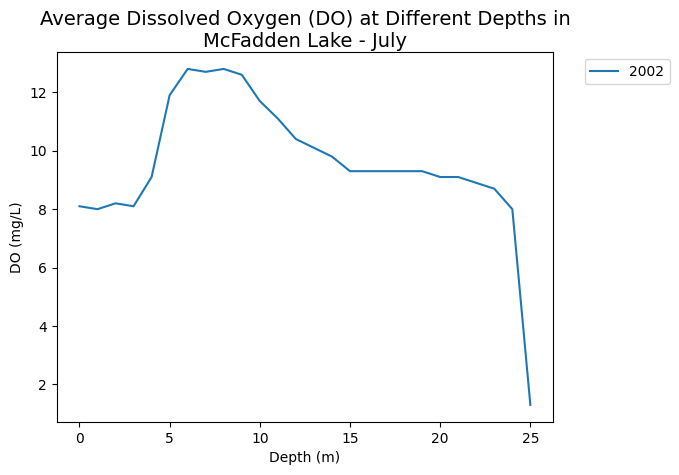 Average Dissolved Oxygen (DO) at Different Depths in
McFadden Lake - July
2002
12
10
8
6
4
2
DO (mg/L)
0 5 10 15 20 25
Depth (m)